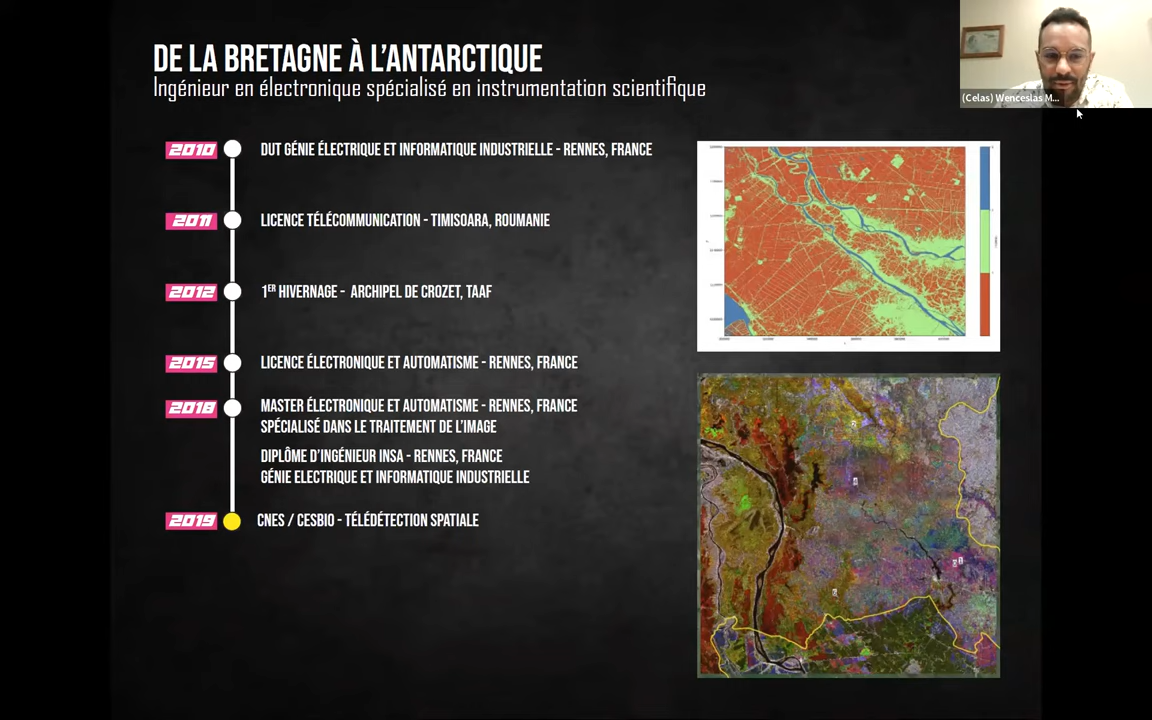 DE LA BRETAGNE À L'ANTARCTIQUE
Ingénieur en électronique spécialisé en instrumentation scientifique
(Celas) Wenceslas M...
2010 DUT GÉNIE ÉLECTRIQUE ET INFORMATIQUE INDUSTRIELLE - RENNES, FRANCE
2011 LICENCE TÉLÉCOMMUNICATION - TIMISOARA, ROUMANIE
2012 1ER HIVERNAGE - ARCHIPEL DE CROZET, TAAF
2015 LICENCE ÉLECTRONIQUE ET AUTOMATISME - RENNES, FRANCE
2018 MASTER ÉLECTRONIQUE ET AUTOMATISME - RENNES, FRANCE
SPÉCIALISÉ DANS LE TRAITEMENT DE L'IMAGE
DIPLÔME D'INGÉNIEUR INSA - RENNES, FRANCE
GÉNIE ELECTRIQUE ET INFORMATIQUE INDUSTRIELLE
2019 CNES / CESBIO - TÉLÉDÉTECTION SPATIALE